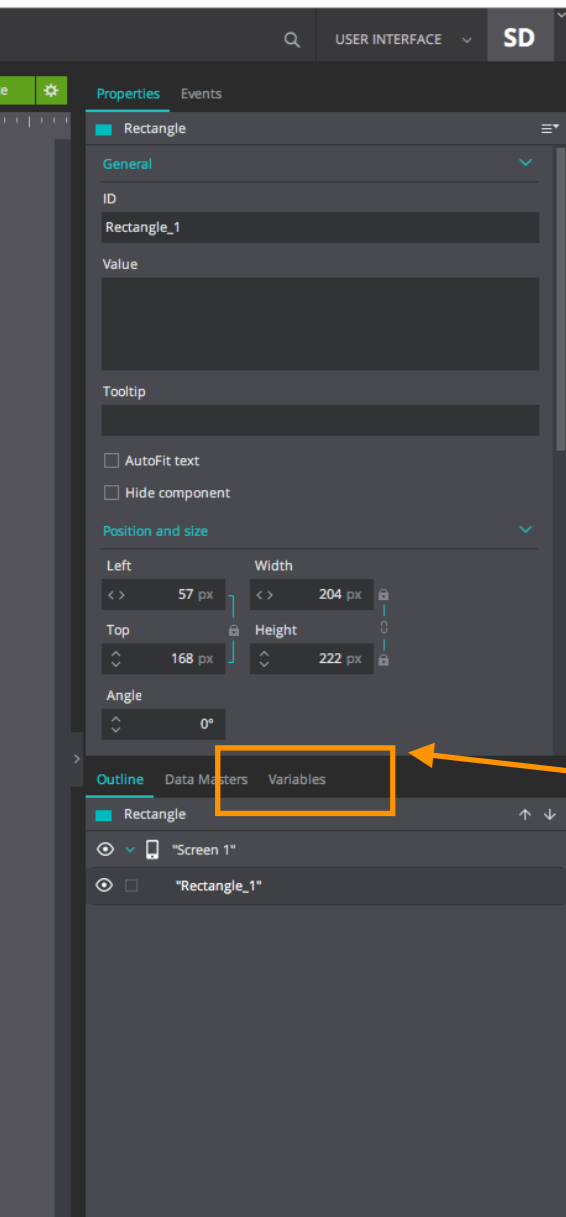 USER INTERFACE SD
Properties Events
Rectangle
General
ID
Rectangle_1
Value
Tooltip
AutoFit text
Hide component
Position and size
Left Width
57 px 204 px
Top Height
168 px 222 px
Angle
0°
Outline Data Masters Variables
Rectangle
"Screen 1"
"Rectangle_1"